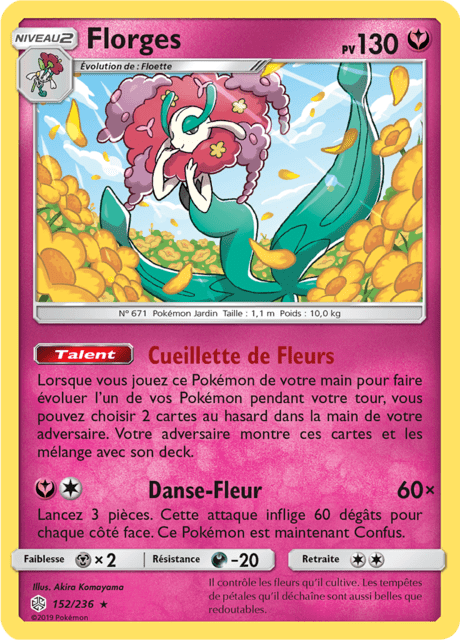 NIVEAU 2
Florges
PV 130
Évolution de : Floette
N° 671 Pokémon Jardin Taille : 1,1 m Poids : 10,0 kg
Talent Cueillette de Fleurs
Lorsque vous jouez ce Pokémon de votre main pour faire
évoluer l'un de vos Pokémon pendant votre tour, vous
pouvez choisir 2 cartes au hasard dans la main de votre
adversaire. Votre adversaire montre ces cartes et les
mélange avec son deck.
Danse-Fleur 60×
Lancez 3 pièces. Cette attaque inflige 60 dégâts pour
chaque côté face. Ce Pokémon est maintenant Confus.
Faiblesse ×2 Résistance -20 Retraite
Illus. Akira Komayama
152/236 ★
©2019 Pokémon
Il contrôle les fleurs qu'il cultive. Les tempêtes
de pétales qu'il déchaîne sont aussi belles que
redoutables.